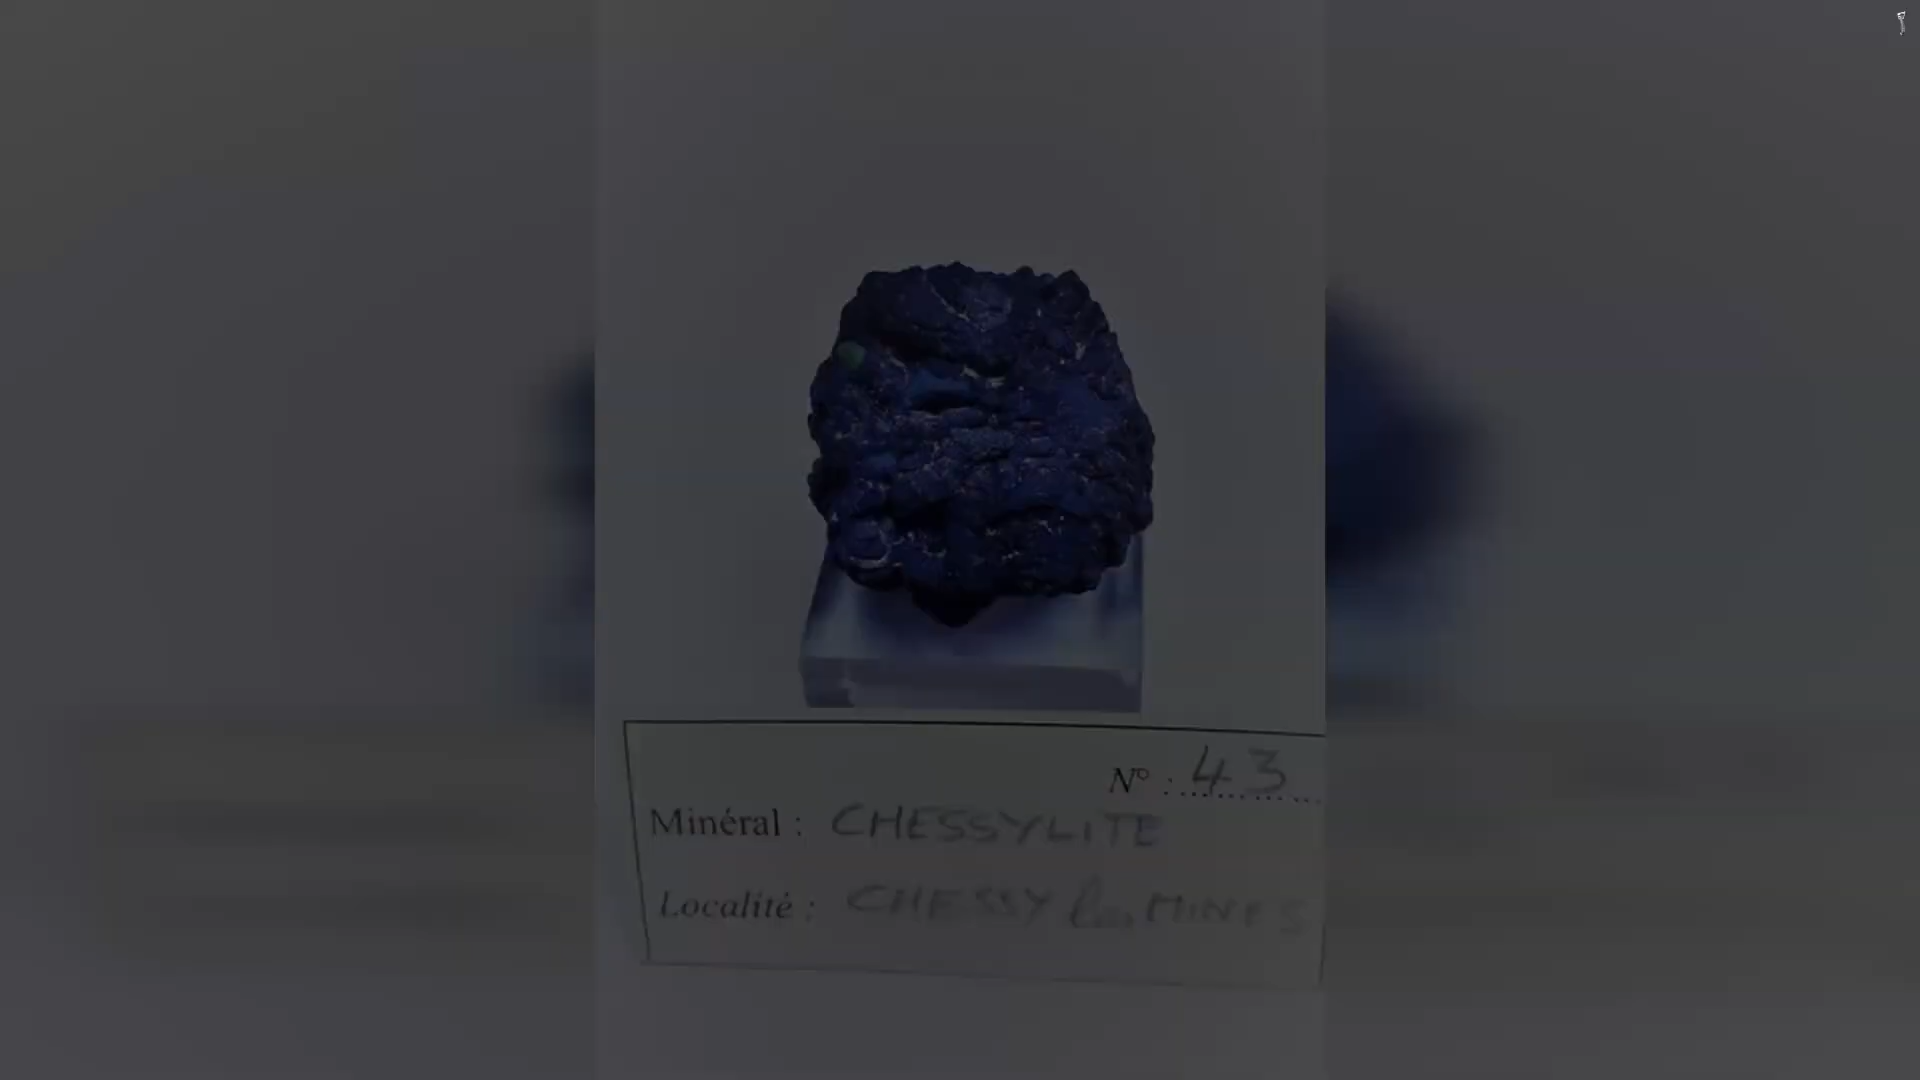 N° : 43
Minéral : CHESSYLITE
Localité : CHESSY les MINES